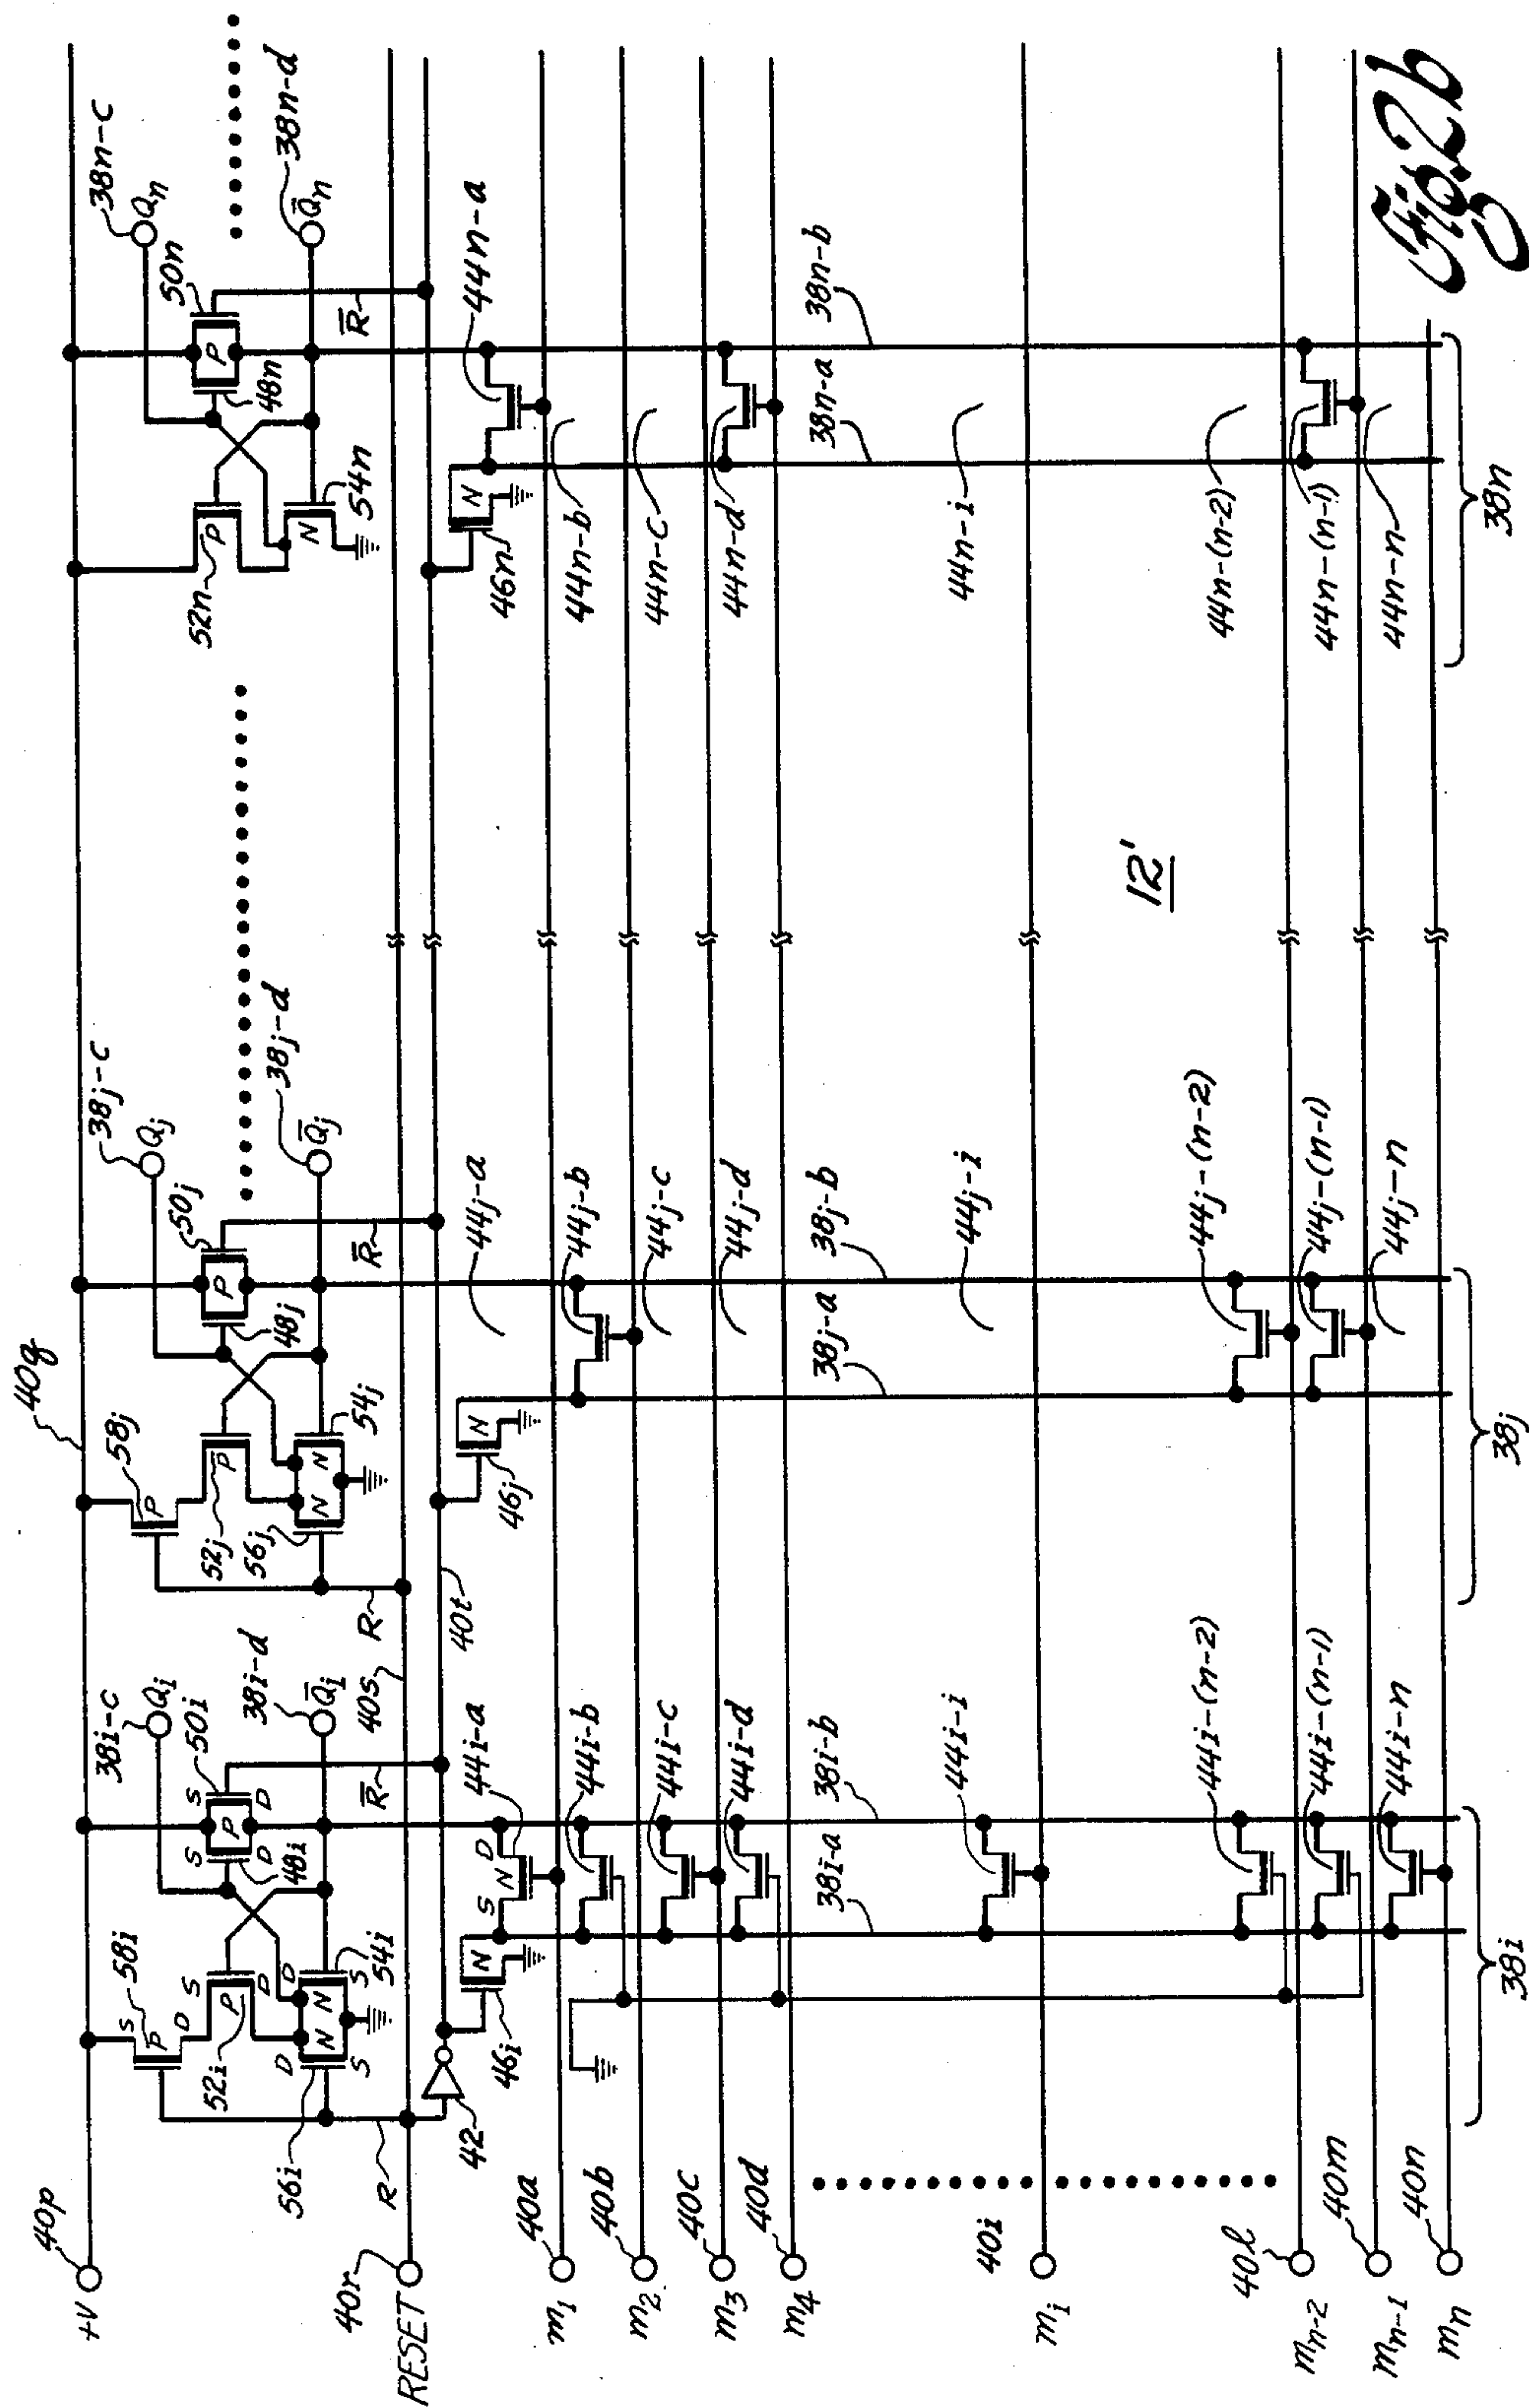 40p
40q
+V
58i
S
P
D
38i-c
Qi
58j
P
38j-c
Qj
38n-c
Qn
52i
S
P
D
S
S
50i
P
D
D
48i
52j
P
50j
P
48j
52n
P
50n
P
48n
56i
D
D
N
N
S
S
54i
38i-d
Q̄i
56j
N
N
54j
38j-d
Q̄j
N
54n
38n-d
Q̄n
40r
R
R̄
40s
R
R̄
R̄
RESET
42
46i
N
40t
46j
N
46n
N
44i-a
44j-a
44n-a
40a
S
N
D
m1
40b
44i-b
44j-b
44n-b
m2
40c
44i-c
44j-c
44n-c
m3
40d
44i-d
44j-d
44n-d
m4
38i-a
38i-b
38j-a
38j-b
38n-a
38n-b
40i
44i-i
44j-i
44n-i
mi
12'
40l
44i-(n-2)
44j-(n-2)
44n-(n-2)
mn-2
40m
44i-(n-1)
44j-(n-1)
44n-(n-1)
mn-1
40n
44i-n
44j-n
44n-n
mn
38i
38j
38n
Fig. 2b